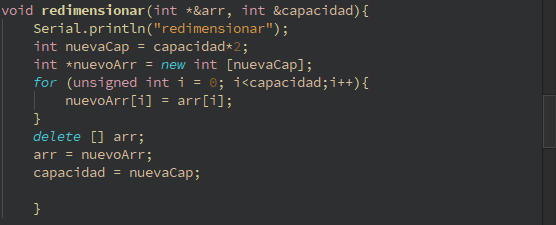 void redimensionar(int *&arr, int &capacidad){
    Serial.println("redimensionar");
    int nuevaCap = capacidad*2;
    int *nuevoArr = new int [nuevaCap];
    for (unsigned int i = 0; i<capacidad;i++){
        nuevoArr[i] = arr[i];
    }
    delete [] arr;
    arr = nuevoArr;
    capacidad = nuevaCap;
    }